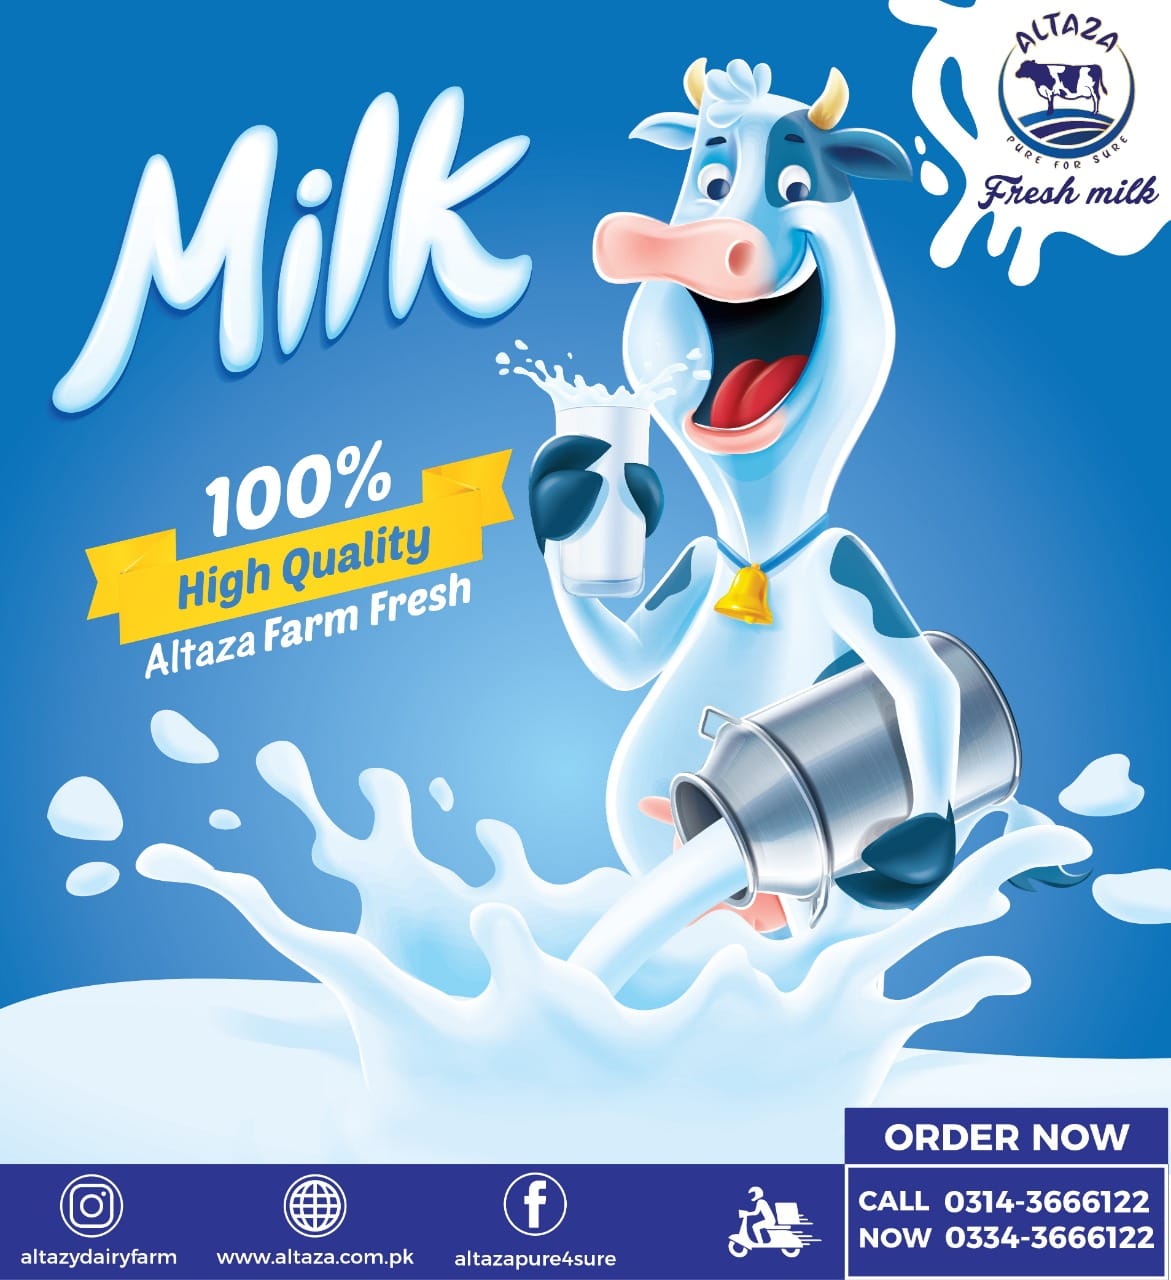 ALTAZA
PURE FOR SURE
Fresh milk
Milk
100%
High Quality
Altaza Farm Fresh
ORDER NOW
CALL 0314-3666122
NOW 0334-3666122
altazydairyfarm
www.altaza.com.pk
altazapure4sure